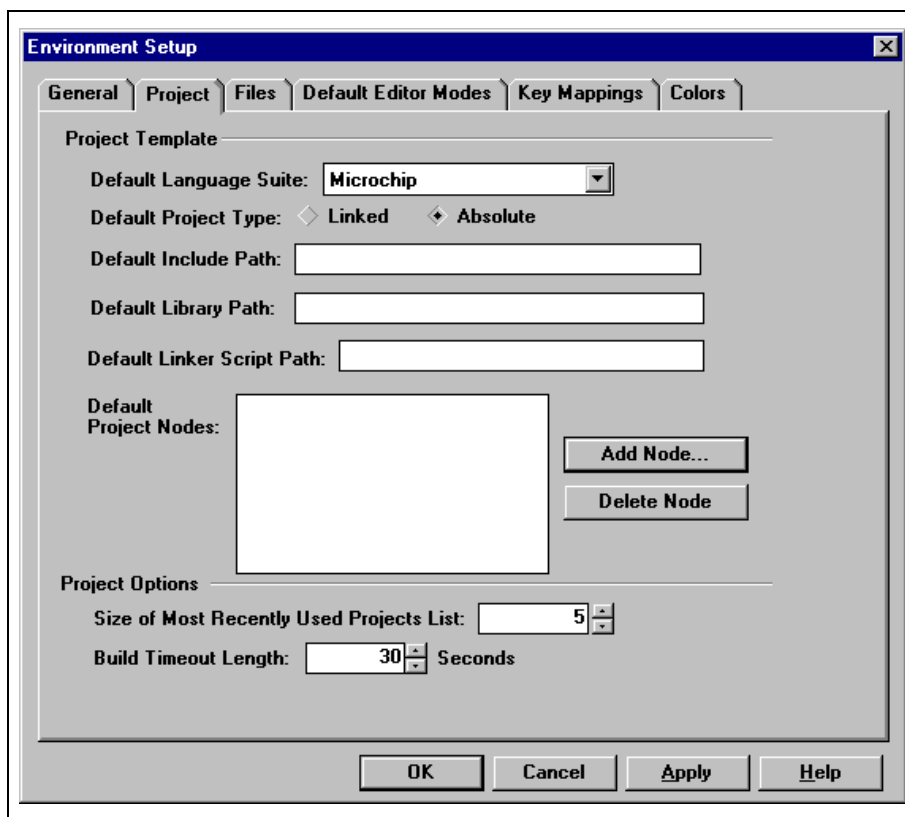 Environment Setup
General Project Files Default Editor Modes Key Mappings Colors
Project Template
Default Language Suite: Microchip
Default Project Type: Linked Absolute
Default Include Path:
Default Library Path:
Default Linker Script Path:
Default
Project Nodes:
Add Node...
Delete Node
Project Options
Size of Most Recently Used Projects List: 5
Build Timeout Length: 30 Seconds
OK Cancel Apply Help